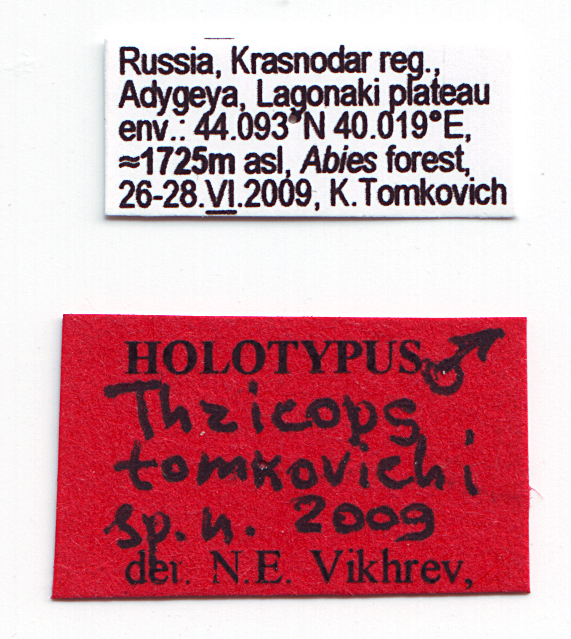 Russia, Krasnodar reg.,
Adygeya, Lagonaki plateau
env.: 44.093°N 40.019°E,
≈1725m asl, Abies forest,
26-28.VI.2009, K.Tomkovich
HOLOTYPUS ♂
Thricops
tomkovichi
sp.n. 2009
det. N.E. Vikhrev,